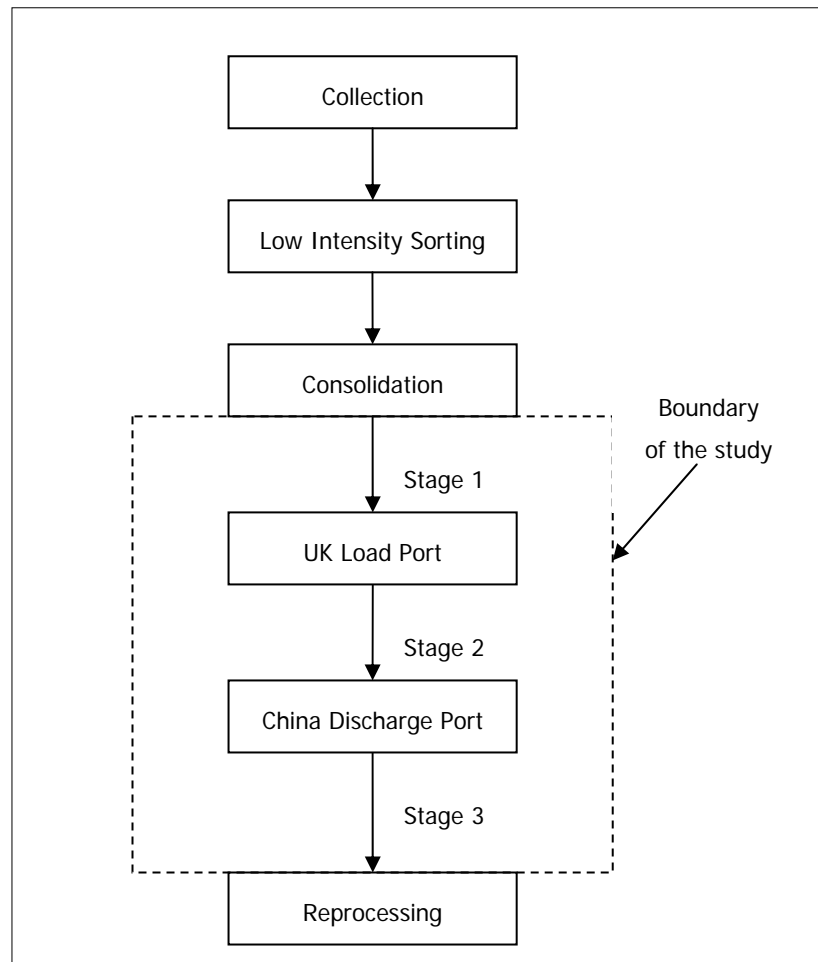 Collection
Low Intensity Sorting
Consolidation
Boundary
of the study
Stage 1
UK Load Port
Stage 2
China Discharge Port
Stage 3
Reprocessing